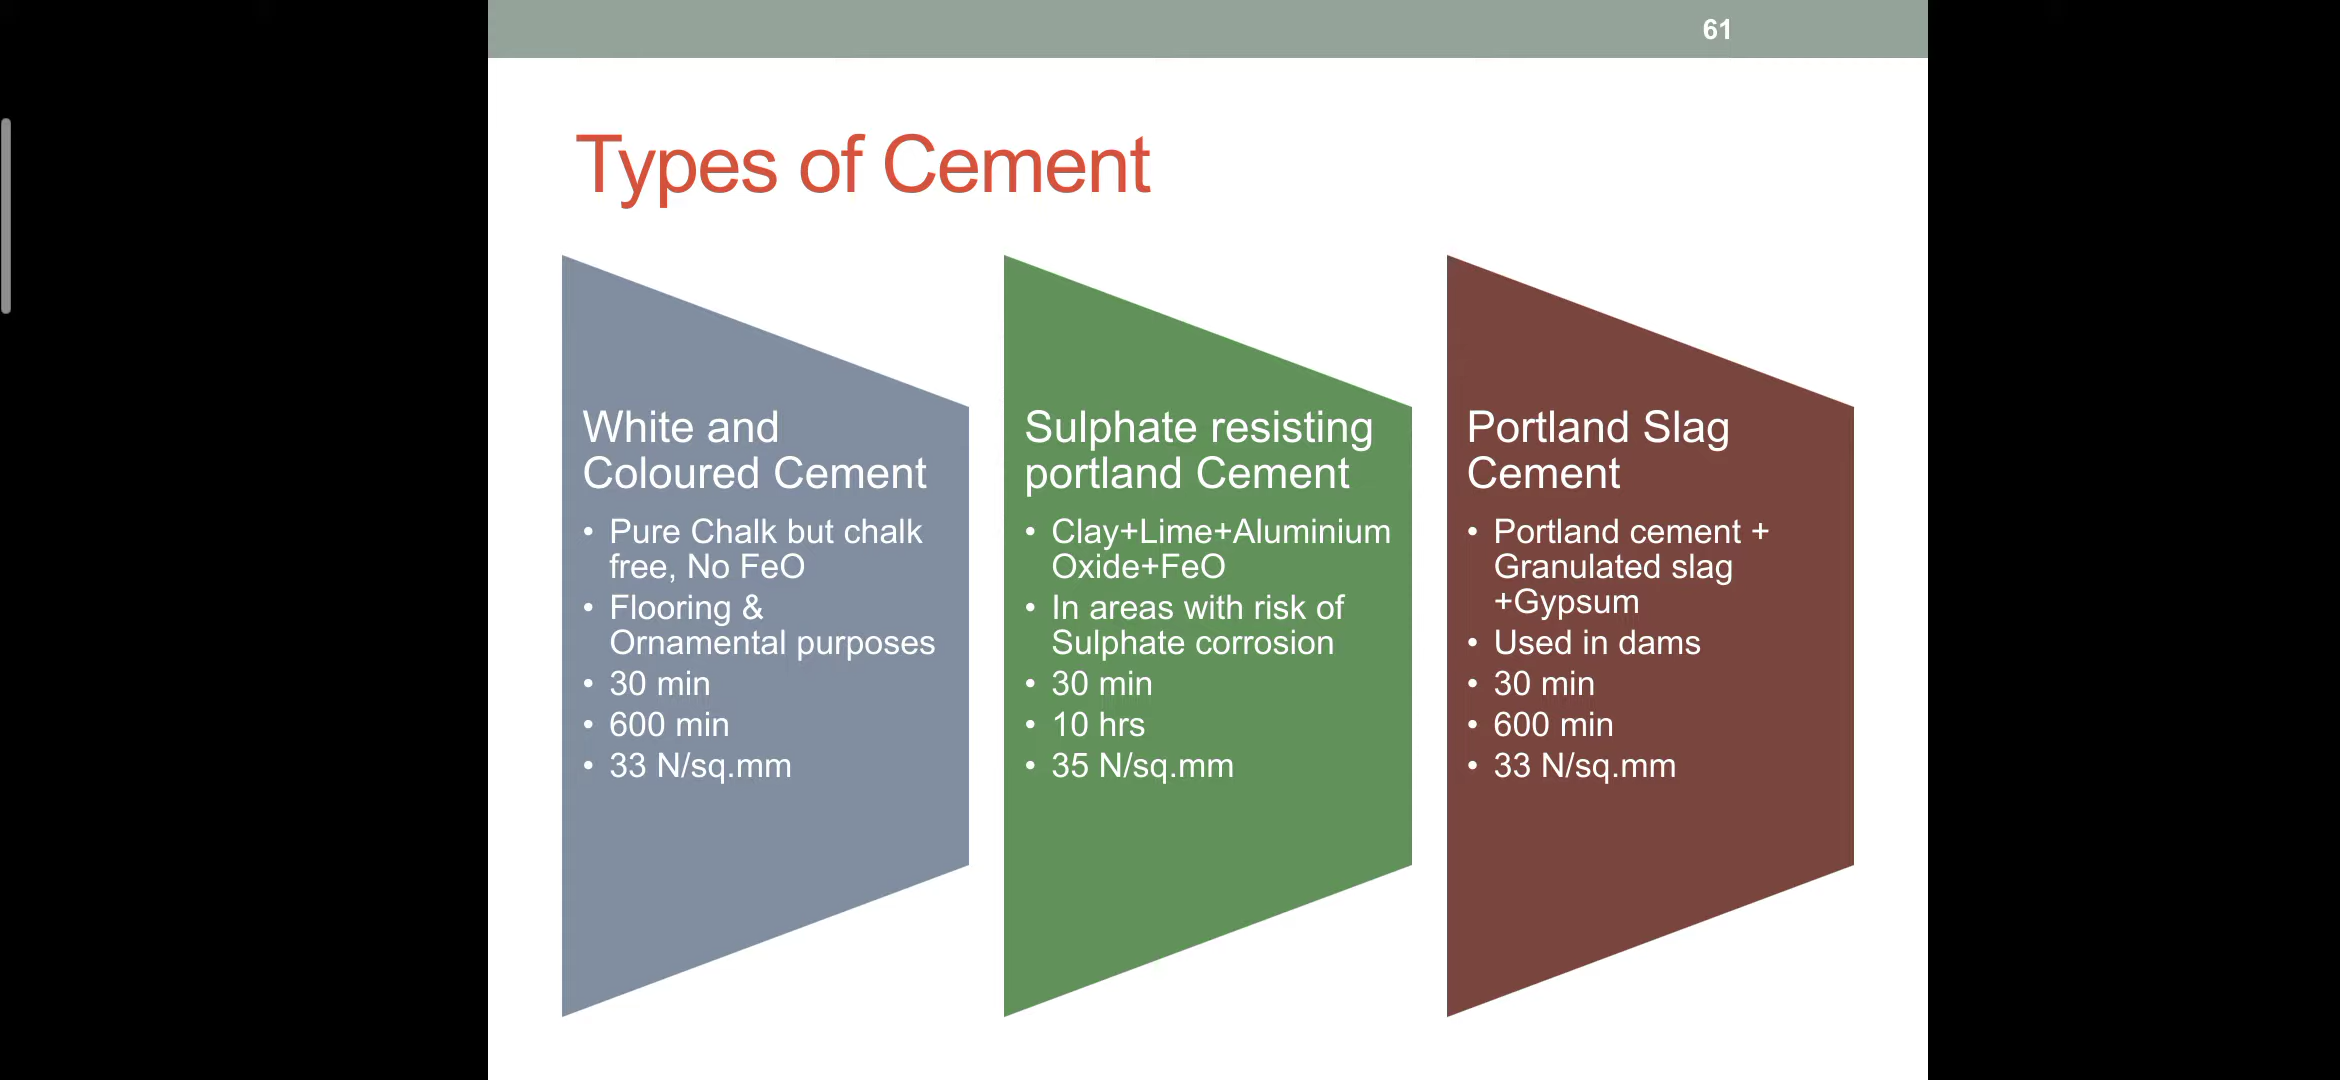 61
Types of Cement
White and
Coloured Cement
• Pure Chalk but chalk
free, No FeO
• Flooring &
Ornamental purposes
• 30 min
• 600 min
• 33 N/sq.mm
Sulphate resisting
portland Cement
• Clay+Lime+Aluminium
Oxide+FeO
• In areas with risk of
Sulphate corrosion
• 30 min
• 10 hrs
• 35 N/sq.mm
Portland Slag
Cement
• Portland cement +
Granulated slag
+Gypsum
• Used in dams
• 30 min
• 600 min
• 33 N/sq.mm